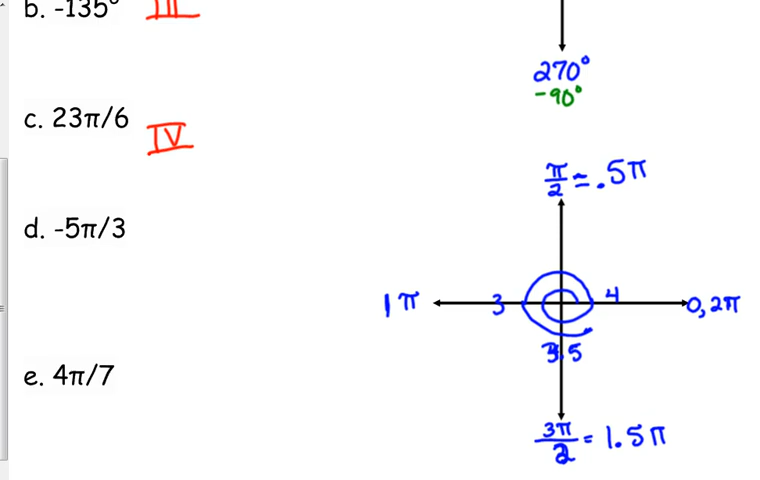 b. -135° III
270°
-90°
c. 23π/6 IV
π/2 = .5π
d. -5π/3
1π 3 4 0, 2π
3.5
e. 4π/7
3π/2 = 1.5π